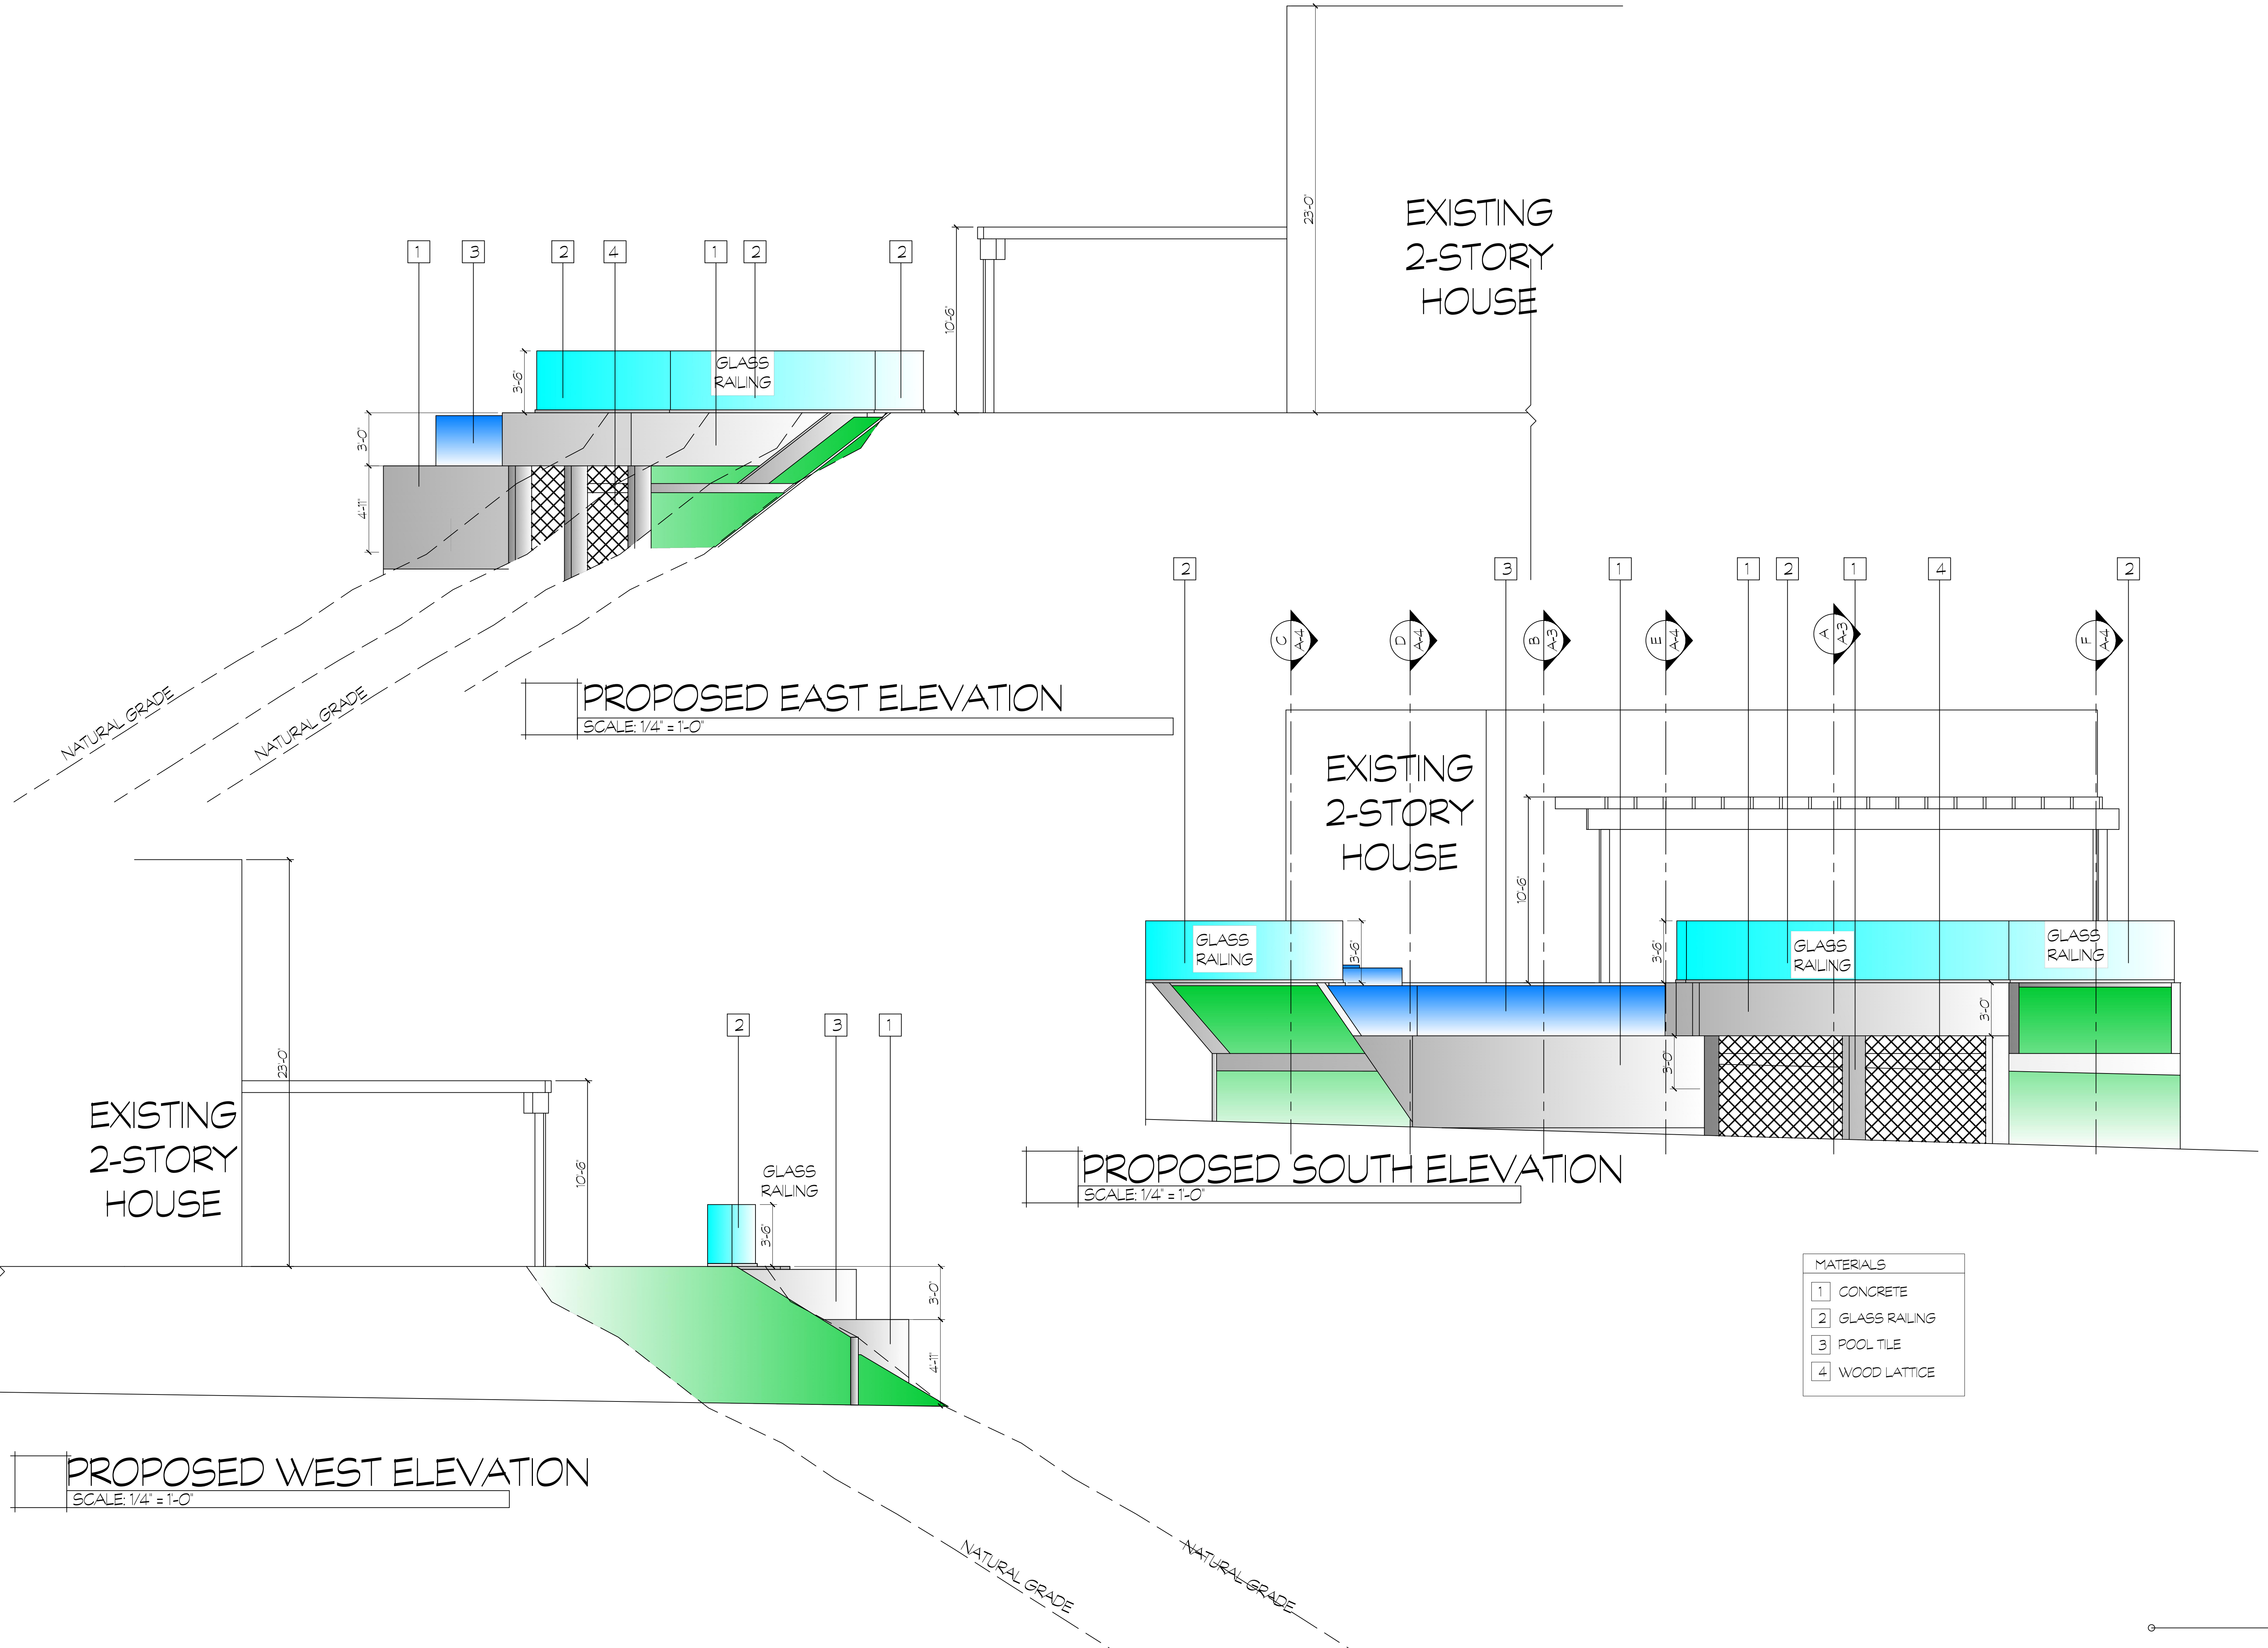 23'-0"
EXISTING
2-STORY
HOUSE
10'-6"
1 3 2 4 1 2 2
GLASS
RAILING
3'-6"
3'-0"
4'-11"
NATURAL GRADE
NATURAL GRADE
PROPOSED EAST ELEVATION
SCALE: 1/4" = 1'-0"
2 3 1 1 2 1 4 2
C
A-4
D
A-4
B
A-3
E
A-4
A
A-3
F
A-4
EXISTING
2-STORY
HOUSE
10'-6"
GLASS
RAILING
3'-6"
3'-6"
GLASS
RAILING
GLASS
RAILING
3'-0"
3'-0"
PROPOSED SOUTH ELEVATION
SCALE: 1/4" = 1'-0"
23'-0"
EXISTING
2-STORY
HOUSE
10'-6"
2 3 1
GLASS
RAILING
3'-6"
3'-0"
4'-11"
PROPOSED WEST ELEVATION
SCALE: 1/4" = 1'-0"
NATURAL GRADE
NATURAL GRADE
MATERIALS
1 CONCRETE
2 GLASS RAILING
3 POOL TILE
4 WOOD LATTICE